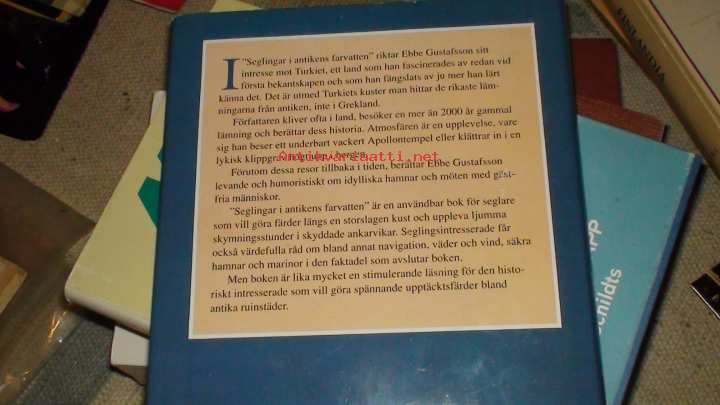 I "Seglingar i antikens farvatten" riktar Ebbe Gustafsson sitt
intresse mot Turkiet, ett land som han fascinerades av redan vid
första bekantskapen och som han fängslats av ju mer han lärt
känna det. Det är utmed Turkiets kuster man hittar de rikaste läm-
ningarna från antiken, inte i Grekland.
Författaren kliver ofta i land, besöker en mer än 2000 år gammal
lämning och berättar dess historia. Atmosfären är en upplevelse, vare
sig han beser ett underbart vackert Apollontempel eller klättrar in i en
lykisk
Antikvariaatti.net
Förutom dessa resor tillbaka i tiden, berättar Ebbe Gustafsson
levande och humoristiskt om idylliska hamnar och möten med gäst-
fria människor.
"Seglingar i antikens farvatten" är en användbar bok för seglare
som vill göra färder längs en storslagen kust och uppleva ljumma
skymningsstunder i skyddade ankarvikar. Seglingsintresserade får
också värdefulla råd om bland annat navigation, väder och vind, säkra
hamnar och marinor i den faktadel som avslutar boken.
Men boken är lika mycket en stimulerande läsning för den histo-
riskt intresserade som vill göra spännande upptäcktsfärder bland
antika ruinstäder.
FINLANDIA
childts